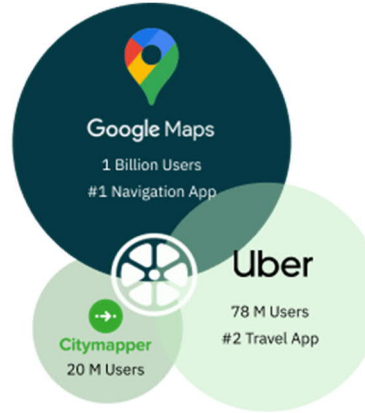 Google Maps
1 Billion Users
#1 Navigation App
Uber
78 M Users
#2 Travel App
Citymapper
20 M Users